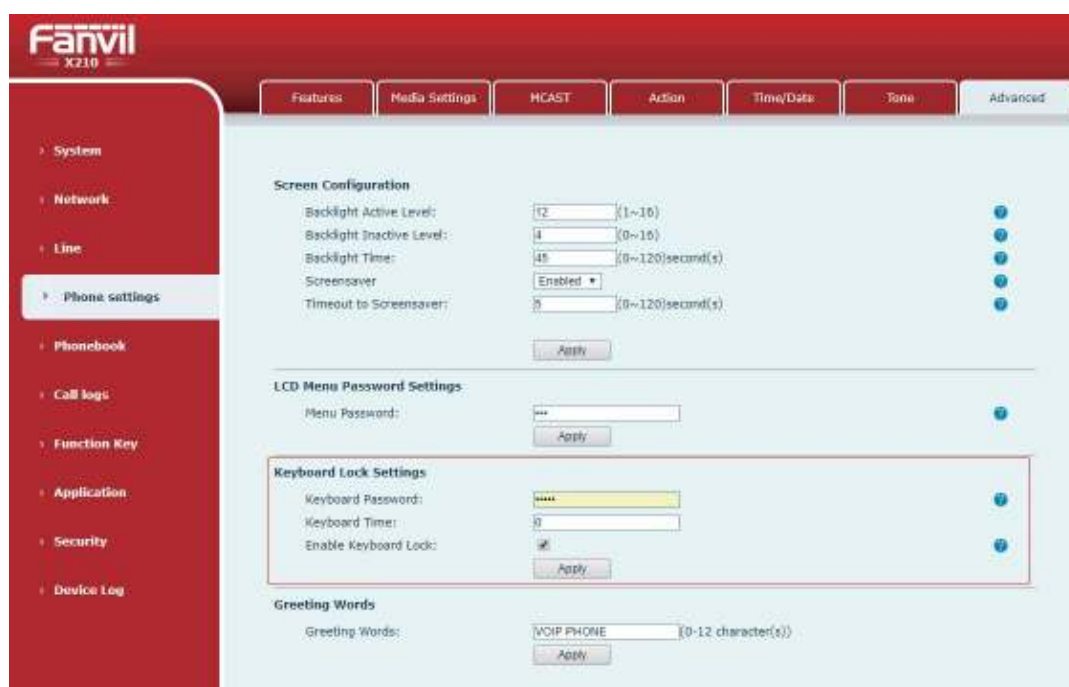 Fanvil
X210
Features Media Settings MCAST Action Time/Date Tone Advanced
› System
› Network
› Line
› Phone settings
› Phonebook
› Call logs
› Function Key
› Application
› Security
› Device Log
Screen Configuration
Backlight Active Level: 12 (1~16)
Backlight Inactive Level: 4 (0~16)
Backlight Time: 45 (0~120)second(s)
Screensaver Enabled ▾
Timeout to Screensaver: 5 (0~120)second(s)
Apply
LCD Menu Password Settings
Menu Password: •••
Apply
Keyboard Lock Settings
Keyboard Password: •••••
Keyboard Time: 0
Enable Keyboard Lock:
Apply
Greeting Words
Greeting Words: VOIP PHONE (0-12 character(s))
Apply